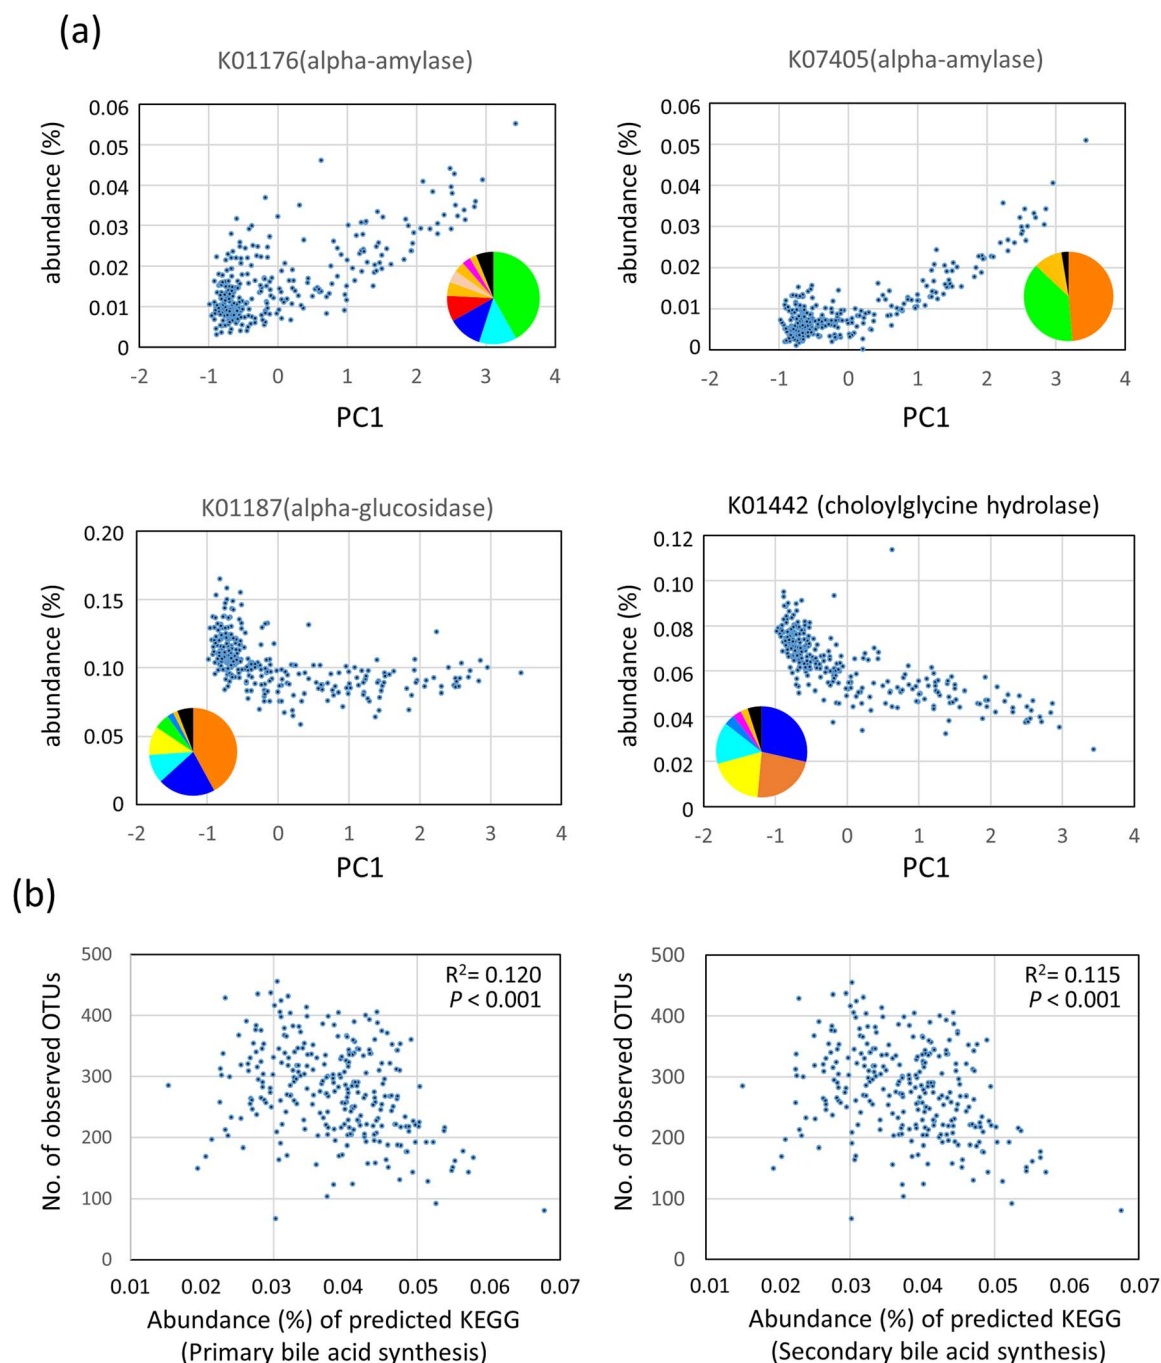 (a)
K01176(alpha-amylase)
K07405(alpha-amylase)
abundance (%)
0.06
0.05
0.04
0.03
0.02
0.01
0
-2 -1 0 1 2 3 4
PC1
abundance (%)
0.06
0.05
0.04
0.03
0.02
0.01
0
-2 -1 0 1 2 3 4
PC1
K01187(alpha-glucosidase)
K01442 (choloylglycine hydrolase)
abundance (%)
0.20
0.15
0.10
0.05
0
-2 -1 0 1 2 3 4
PC1
abundance (%)
0.12
0.10
0.08
0.06
0.04
0.02
0
-2 -1 0 1 2 3 4
PC1
(b)
No. of observed OTUs
500
400
300
200
100
0
R²= 0.120
P < 0.001
0.01 0.02 0.03 0.04 0.05 0.06 0.07
Abundance (%) of predicted KEGG
(Primary bile acid synthesis)
No. of observed OTUs
500
400
300
200
100
0
R²= 0.115
P < 0.001
0.01 0.02 0.03 0.04 0.05 0.06 0.07
Abundance (%) of predicted KEGG
(Secondary bile acid synthesis)